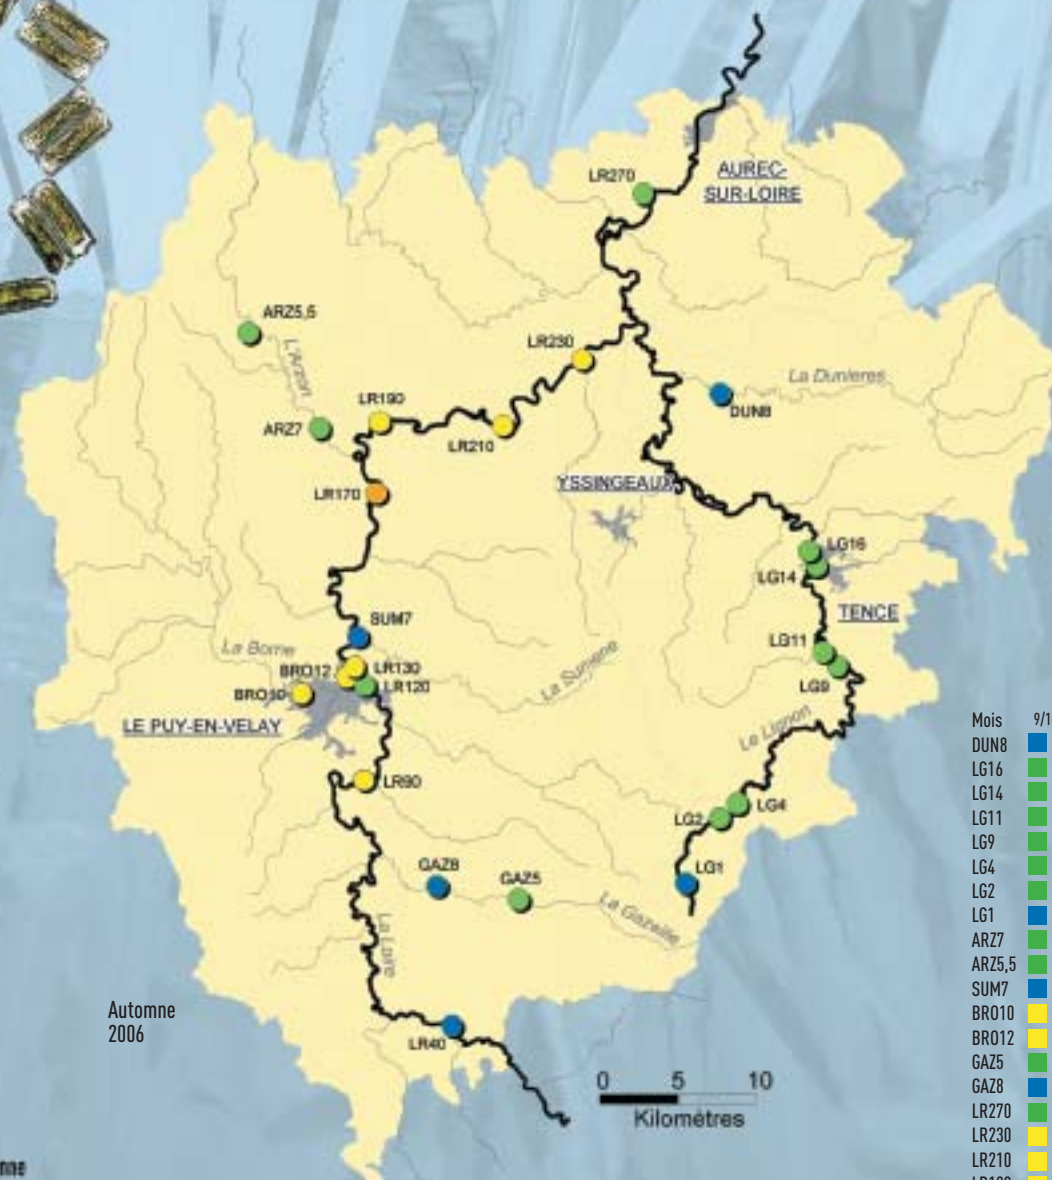 LR270
AUREC-
SUR-LOIRE
ARZ5,5
L'Arzon
LR230
La Dunieres
DUN8
LR190
ARZ7
LR210
LR170
YSSINGEAUX
LG16
LG14
TENCE
SUM7
La Borne
LG11
BRO12
LR130
LR120
BRO10
La Sumene
LG9
LE PUY-EN-VELAY
Le Lignon
LR90
LG4
LG2
GAZ8
GAZ5
LG1
La Gazeille
La Loire
Automne
2006
LR40
0 5 10
Kilomètres
Mois 9/1
DUN8
LG16
LG14
LG11
LG9
LG4
LG2
LG1
ARZ7
ARZ5,5
SUM7
BRO10
BRO12
GAZ5
GAZ8
LR270
LR230
LR210